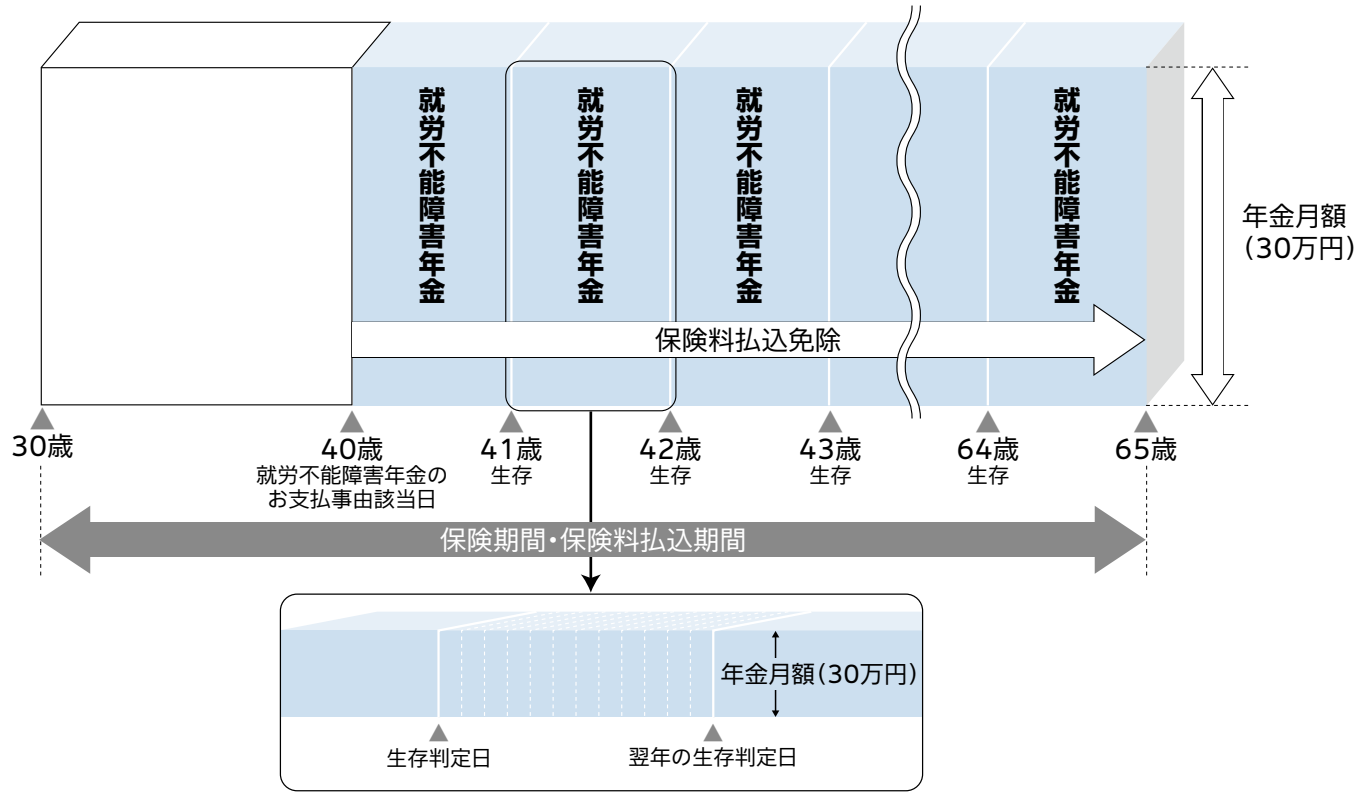 就労不能障害年金
就労不能障害年金
就労不能障害年金
就労不能障害年金
年金月額
(30万円)
保険料払込免除
30歳
40歳
就労不能障害年金の
お支払事由該当日
41歳
生存
42歳
生存
43歳
生存
64歳
生存
65歳
保険期間・保険料払込期間
年金月額(30万円)
生存判定日
翌年の生存判定日